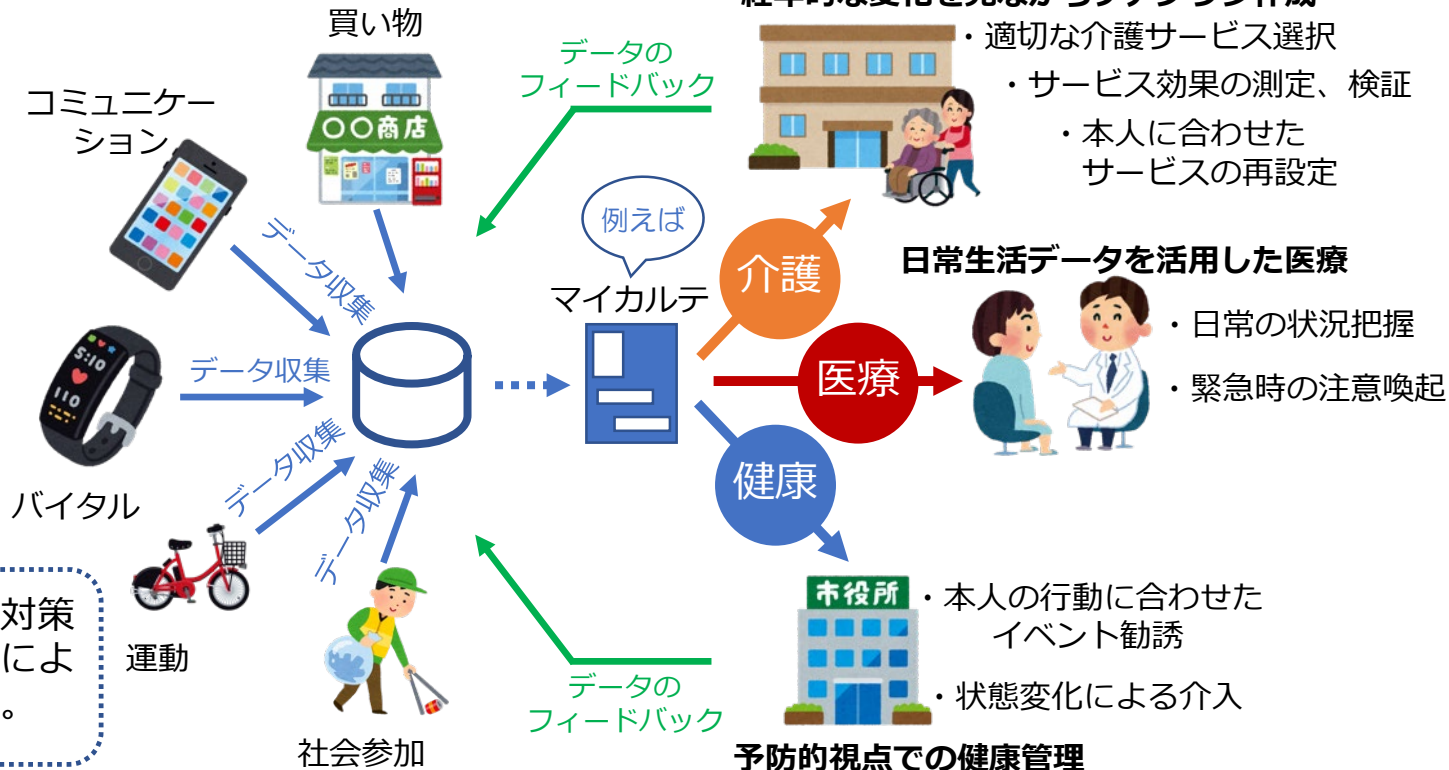 買い物
コミュニケー
ション
〇〇商店
データの
フィードバック
・適切な介護サービス選択
・サービス効果の測定、検証
・本人に合わせた
サービスの再設定
データ収集
例えば
マイカルテ
介護
日常生活データを活用した医療
・日常の状況把握
・緊急時の注意喚起
医療
5:10
110
データ収集
バイタル
健康
データ収集
データ収集
運動
社会参加
対策
によ
。
データの
フィードバック
市役所
・本人の行動に合わせた
イベント勧誘
・状態変化による介入
予防的視点での健康管理